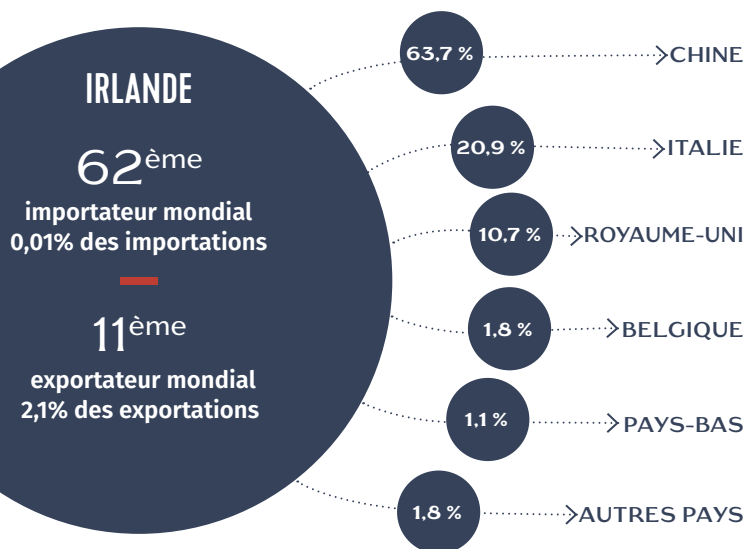 IRLANDE
62ème
importateur mondial
0,01% des importations
11ème
exportateur mondial
2,1% des exportations
63,7 % CHINE
20,9 % ITALIE
10,7 % ROYAUME-UNI
1,8 % BELGIQUE
1,1 % PAYS-BAS
1,8 % AUTRES PAYS